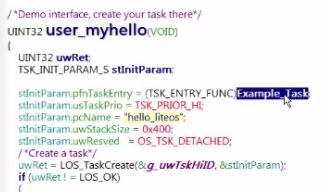 /*Demo interface, create your task there*/
UINT32 user_myhello(VOID)
{
UINT32 uwRet;
TSK_INIT_PARAM_S stInitParam;
stInitParam.pfnTaskEntry = (TSK_ENTRY_FUNC)Example_Task;
stInitParam.usTaskPrio = TSK_PRIOR_HI;
stInitParam.pcName = "hello_liteos";
stInitParam.uwStackSize = 0x400;
stInitParam.uwResved = OS_TSK_DETACHED;
/*Create a task*/
uwRet = LOS_TaskCreate(&g_uwTskHiID, &stInitParam);
if (uwRet != LOS_OK)
{